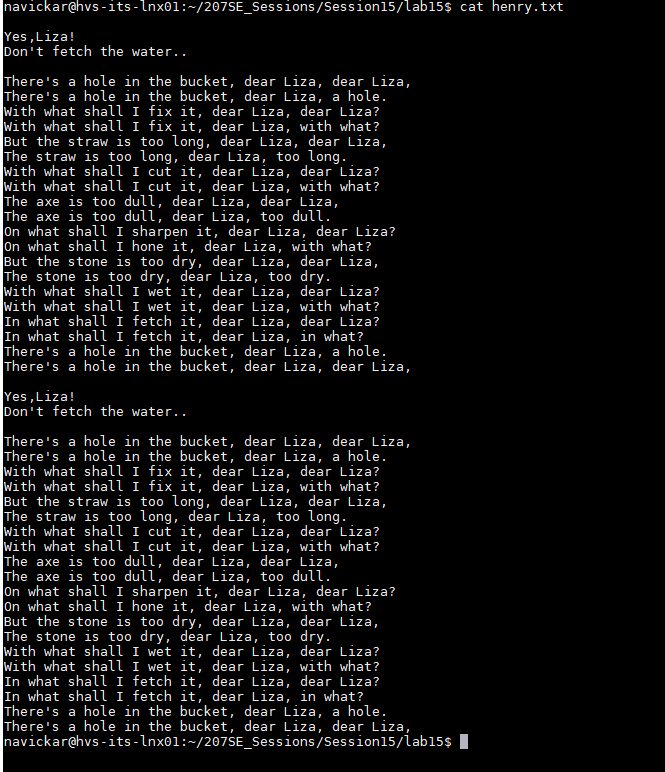 navickar@hvs-its-lnx01:~/207SE_Sessions/Session15/lab15$ cat henry.txt
Yes,Liza!
Don't fetch the water..
There's a hole in the bucket, dear Liza, dear Liza,
There's a hole in the bucket, dear Liza, a hole.
With what shall I fix it, dear Liza, dear Liza?
With what shall I fix it, dear Liza, with what?
But the straw is too long, dear Liza, dear Liza,
The straw is too long, dear Liza, too long.
With what shall I cut it, dear Liza, dear Liza?
With what shall I cut it, dear Liza, with what?
The axe is too dull, dear Liza, dear Liza,
The axe is too dull, dear Liza, too dull.
On what shall I sharpen it, dear Liza, dear Liza?
On what shall I hone it, dear Liza, with what?
But the stone is too dry, dear Liza, dear Liza,
The stone is too dry, dear Liza, too dry.
With what shall I wet it, dear Liza, dear Liza?
With what shall I wet it, dear Liza, with what?
In what shall I fetch it, dear Liza, dear Liza?
In what shall I fetch it, dear Liza, in what?
There's a hole in the bucket, dear Liza, a hole.
There's a hole in the bucket, dear Liza, dear Liza,
Yes,Liza!
Don't fetch the water..
There's a hole in the bucket, dear Liza, dear Liza,
There's a hole in the bucket, dear Liza, a hole.
With what shall I fix it, dear Liza, dear Liza?
With what shall I fix it, dear Liza, with what?
But the straw is too long, dear Liza, dear Liza,
The straw is too long, dear Liza, too long.
With what shall I cut it, dear Liza, dear Liza?
With what shall I cut it, dear Liza, with what?
The axe is too dull, dear Liza, dear Liza,
The axe is too dull, dear Liza, too dull.
On what shall I sharpen it, dear Liza, dear Liza?
On what shall I hone it, dear Liza, with what?
But the stone is too dry, dear Liza, dear Liza,
The stone is too dry, dear Liza, too dry.
With what shall I wet it, dear Liza, dear Liza?
With what shall I wet it, dear Liza, with what?
In what shall I fetch it, dear Liza, dear Liza?
In what shall I fetch it, dear Liza, in what?
There's a hole in the bucket, dear Liza, a hole.
There's a hole in the bucket, dear Liza, dear Liza,
navickar@hvs-its-lnx01:~/207SE_Sessions/Session15/lab15$